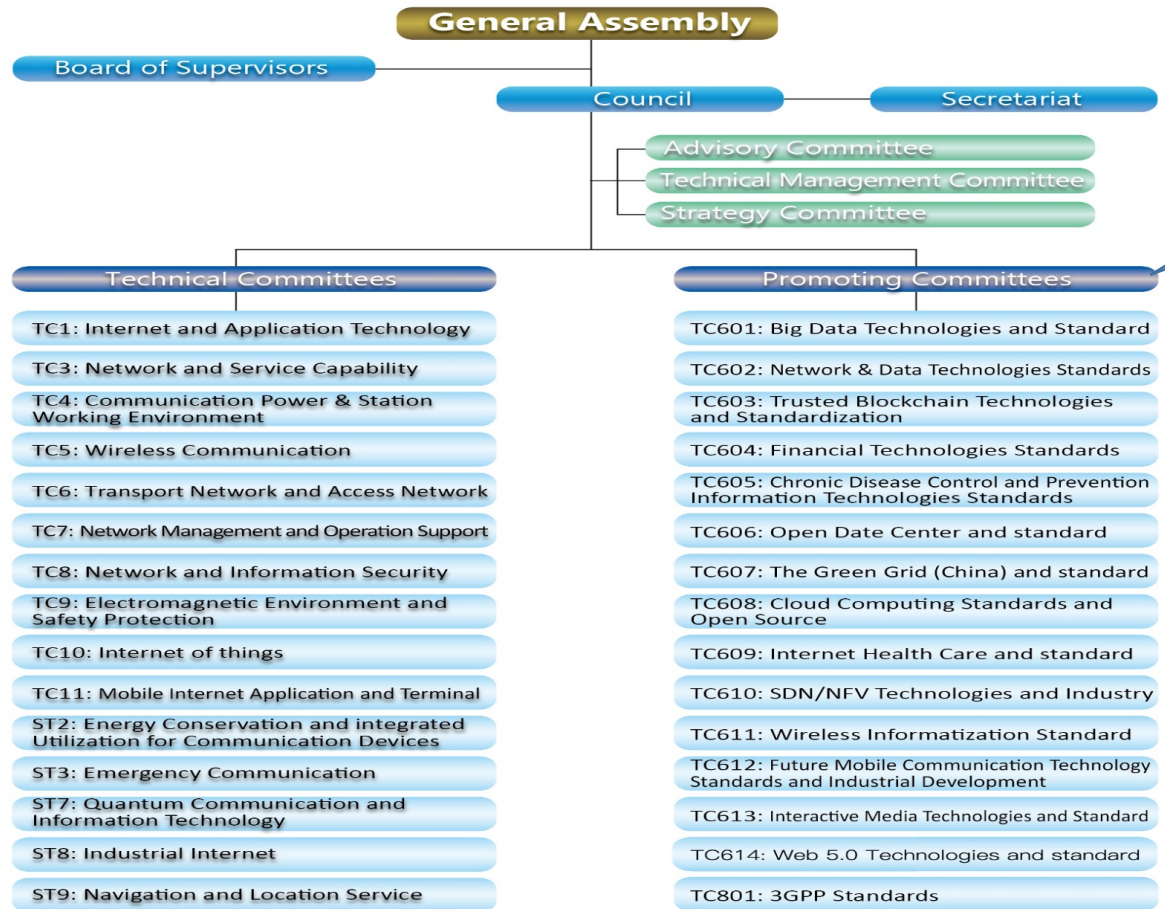 General Assembly
Board of Supervisors
Council
Secretariat
Advisory Committee
Technical Management Committee
Strategy Committee
Technical Committees
TC1: Internet and Application Technology
TC3: Network and Service Capability
TC4: Communication Power & Station
Working Environment
TC5: Wireless Communication
TC6: Transport Network and Access Network
TC7: Network Management and Operation Support
TC8: Network and Information Security
TC9: Electromagnetic Environment and
Safety Protection
TC10: Internet of things
TC11: Mobile Internet Application and Terminal
ST2: Energy Conservation and integrated
Utilization for Communication Devices
ST3: Emergency Communication
ST7: Quantum Communication and
Information Technology
ST8: Industrial Internet
ST9: Navigation and Location Service
Promoting Committees
TC601: Big Data Technologies and Standard
TC602: Network & Data Technologies Standards
TC603: Trusted Blockchain Technologies
and Standardization
TC604: Financial Technologies Standards
TC605: Chronic Disease Control and Prevention
Information Technologies Standards
TC606: Open Date Center and standard
TC607: The Green Grid (China) and standard
TC608: Cloud Computing Standards and
Open Source
TC609: Internet Health Care and standard
TC610: SDN/NFV Technologies and Industry
TC611: Wireless Informatization Standard
TC612: Future Mobile Communication Technology
Standards and Industrial Development
TC613: Interactive Media Technologies and Standard
TC614: Web 5.0 Technologies and standard
TC801: 3GPP Standards